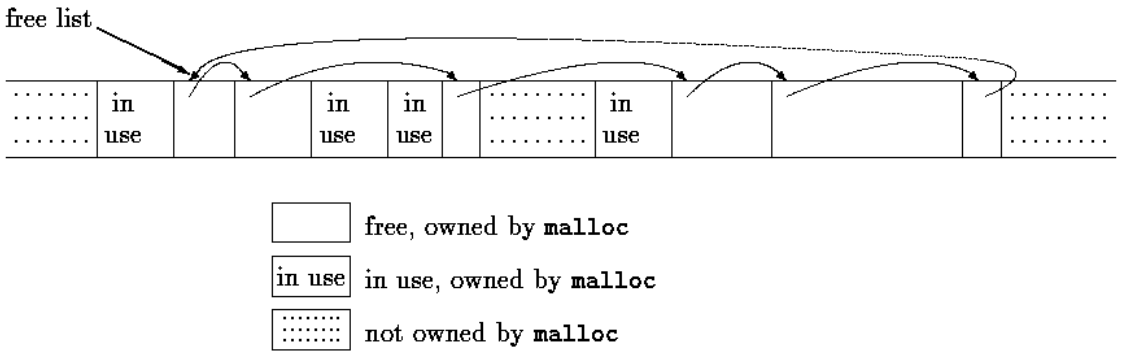 free list
in
use
in
use
in
use
in
use
free, owned by malloc
in use
in use, owned by malloc
not owned by malloc